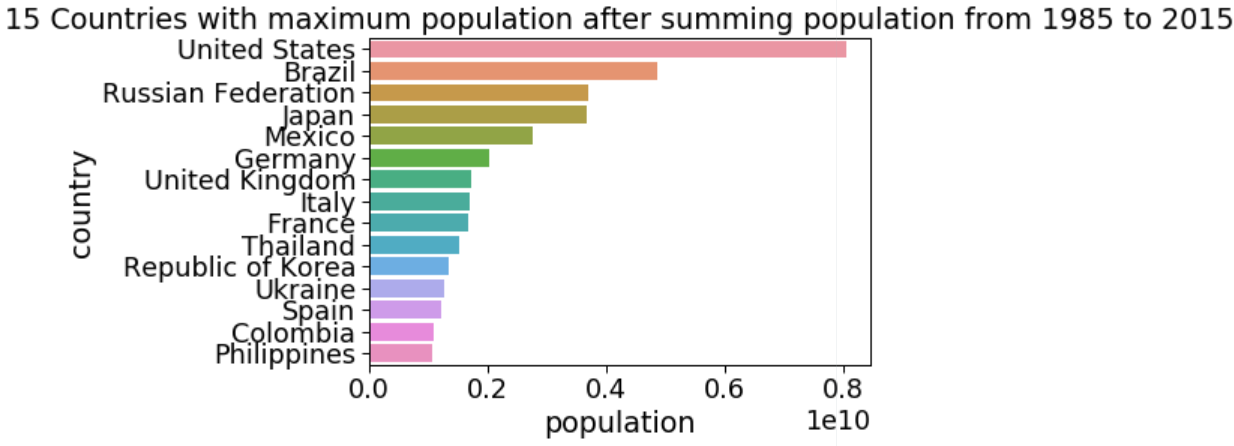 15 Countries with maximum population after summing population from 1985 to 2015
United States
Brazil
Russian Federation
Japan
Mexico
Germany
United Kingdom
Italy
France
Thailand
Republic of Korea
Ukraine
Spain
Colombia
Philippines
country
0.0 0.2 0.4 0.6 0.8
1e10
population